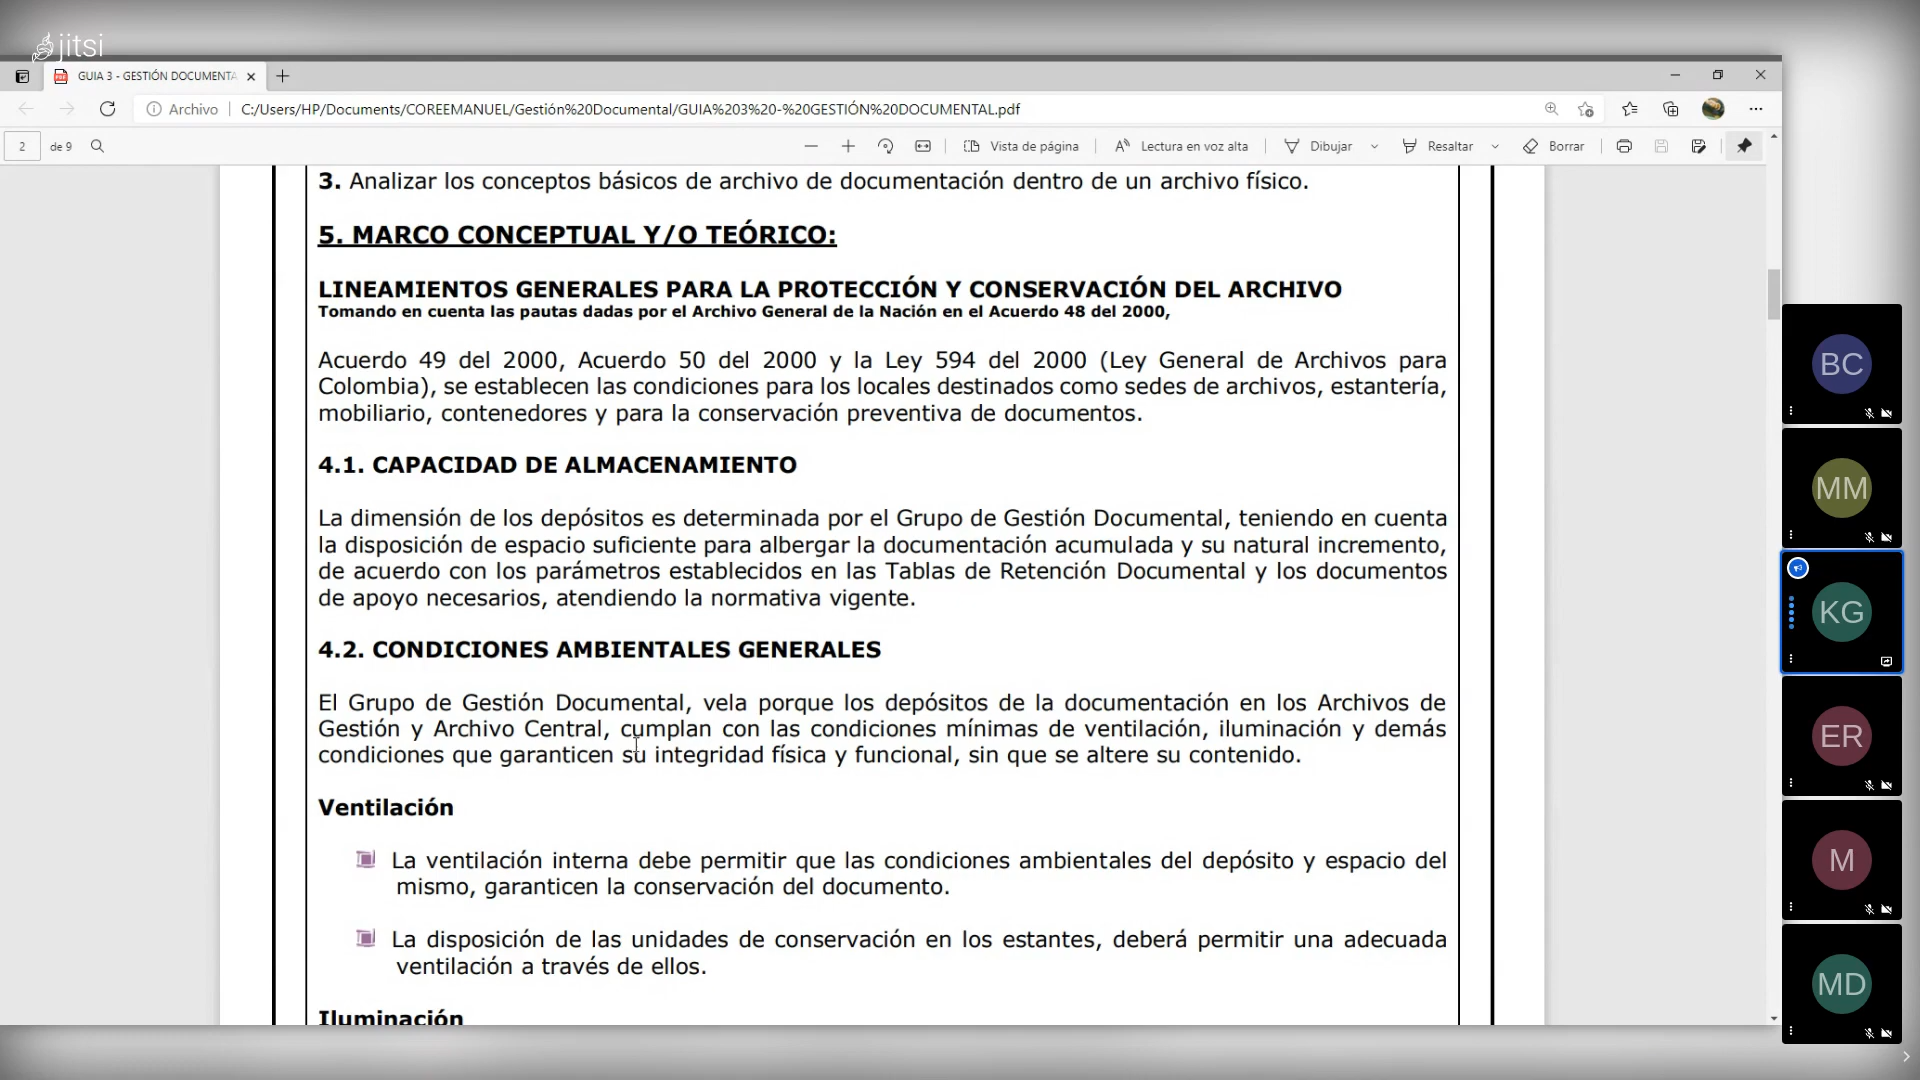 jitsi
GUIA 3 - GESTIÓN DOCUMENTA
Archivo
C:/Users/HP/Documents/COREEMANUEL/Gestión%20Documental/GUIA%203%20-%20GESTIÓN%20DOCUMENTAL.pdf
2 de 9
Vista de página
Lectura en voz alta
Dibujar
Resaltar
Borrar
3. Analizar los conceptos básicos de archivo de documentación dentro de un archivo físico.
5. MARCO CONCEPTUAL Y/O TEÓRICO:
LINEAMIENTOS GENERALES PARA LA PROTECCIÓN Y CONSERVACIÓN DEL ARCHIVO
Tomando en cuenta las pautas dadas por el Archivo General de la Nación en el Acuerdo 48 del 2000,
Acuerdo 49 del 2000, Acuerdo 50 del 2000 y la Ley 594 del 2000 (Ley General de Archivos para
Colombia), se establecen las condiciones para los locales destinados como sedes de archivos, estantería,
mobiliario, contenedores y para la conservación preventiva de documentos.
4.1. CAPACIDAD DE ALMACENAMIENTO
La dimensión de los depósitos es determinada por el Grupo de Gestión Documental, teniendo en cuenta
la disposición de espacio suficiente para albergar la documentación acumulada y su natural incremento,
de acuerdo con los parámetros establecidos en las Tablas de Retención Documental y los documentos
de apoyo necesarios, atendiendo la normativa vigente.
4.2. CONDICIONES AMBIENTALES GENERALES
El Grupo de Gestión Documental, vela porque los depósitos de la documentación en los Archivos de
Gestión y Archivo Central, cumplan con las condiciones mínimas de ventilación, iluminación y demás
condiciones que garanticen su integridad física y funcional, sin que se altere su contenido.
Ventilación
La ventilación interna debe permitir que las condiciones ambientales del depósito y espacio del
mismo, garanticen la conservación del documento.
La disposición de las unidades de conservación en los estantes, deberá permitir una adecuada
ventilación a través de ellos.
Iluminación
BC
MM
KG
ER
M
MD